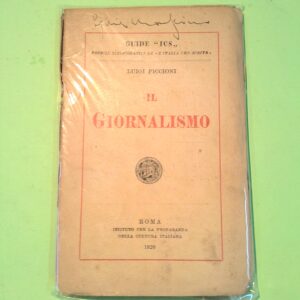 GUIDE "ICS„
PROFILI BIBLIOGRAFICI DE «L'ITALIA CHE SCRIVE»
LUIGI PICCIONI
IL
GIORNALISMO
ROMA
ISTITUTO PER LA PROPAGANDA
DELLA CULTURA ITALIANA
1920